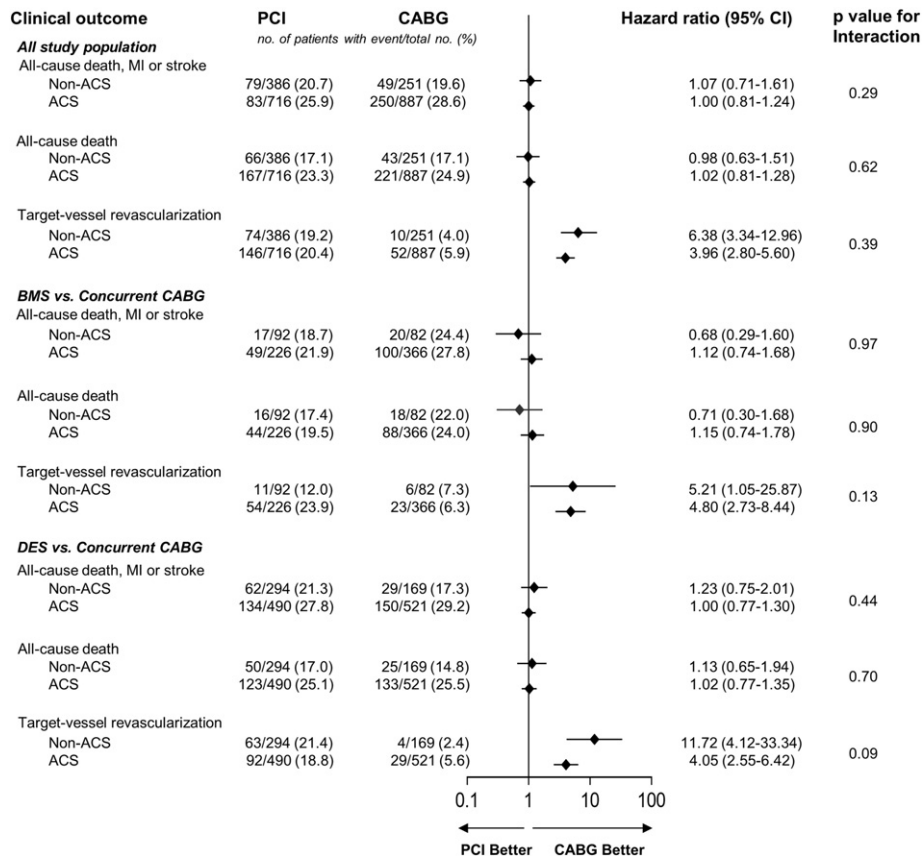 Clinical outcome PCI CABG Hazard ratio (95% CI) p value for Interaction
no. of patients with event/total no. (%)
All study population
All-cause death, MI or stroke
Non-ACS 79/386 (20.7) 49/251 (19.6) 1.07 (0.71-1.61)
0.29
ACS 83/716 (25.9) 250/887 (28.6) 1.00 (0.81-1.24)
All-cause death
Non-ACS 66/386 (17.1) 43/251 (17.1) 0.98 (0.63-1.51)
0.62
ACS 167/716 (23.3) 221/887 (24.9) 1.02 (0.81-1.28)
Target-vessel revascularization
Non-ACS 74/386 (19.2) 10/251 (4.0) 6.38 (3.34-12.96)
0.39
ACS 146/716 (20.4) 52/887 (5.9) 3.96 (2.80-5.60)
BMS vs. Concurrent CABG
All-cause death, MI or stroke
Non-ACS 17/92 (18.7) 20/82 (24.4) 0.68 (0.29-1.60)
0.97
ACS 49/226 (21.9) 100/366 (27.8) 1.12 (0.74-1.68)
All-cause death
Non-ACS 16/92 (17.4) 18/82 (22.0) 0.71 (0.30-1.68)
0.90
ACS 44/226 (19.5) 88/366 (24.0) 1.15 (0.74-1.78)
Target-vessel revascularization
Non-ACS 11/92 (12.0) 6/82 (7.3) 5.21 (1.05-25.87)
0.13
ACS 54/226 (23.9) 23/366 (6.3) 4.80 (2.73-8.44)
DES vs. Concurrent CABG
All-cause death, MI or stroke
Non-ACS 62/294 (21.3) 29/169 (17.3) 1.23 (0.75-2.01)
0.44
ACS 134/490 (27.8) 150/521 (29.2) 1.00 (0.77-1.30)
All-cause death
Non-ACS 50/294 (17.0) 25/169 (14.8) 1.13 (0.65-1.94)
0.70
ACS 123/490 (25.1) 133/521 (25.5) 1.02 (0.77-1.35)
Target-vessel revascularization
Non-ACS 63/294 (21.4) 4/169 (2.4) 11.72 (4.12-33.34)
0.09
ACS 92/490 (18.8) 29/521 (5.6) 4.05 (2.55-6.42)
0.1 1 10 100
PCI Better CABG Better